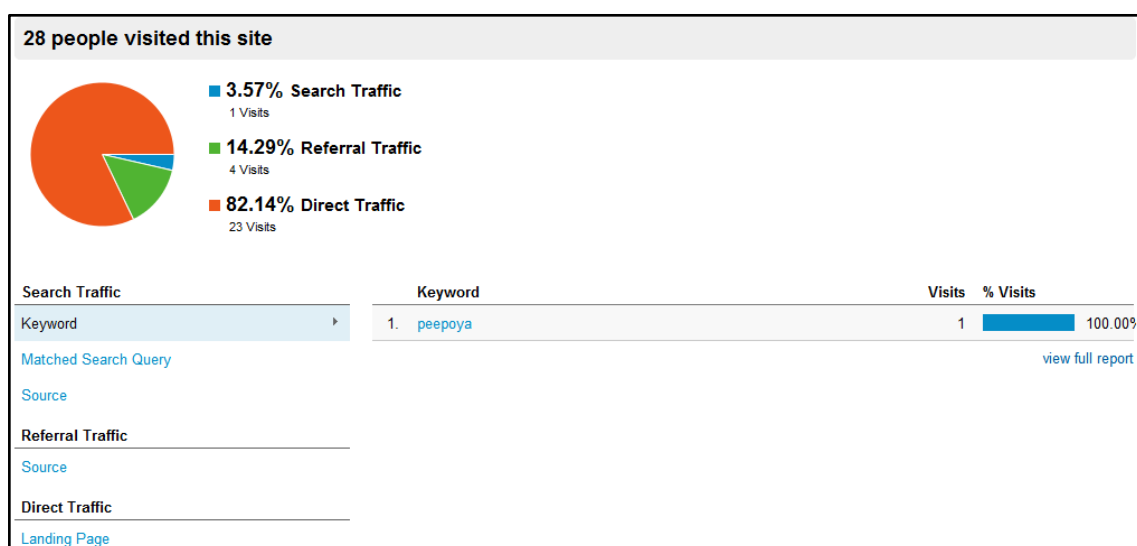 28 people visited this site
3.57% Search Traffic
1 Visits
14.29% Referral Traffic
4 Visits
82.14% Direct Traffic
23 Visits
Search Traffic
Keyword
Matched Search Query
Source
Referral Traffic
Source
Direct Traffic
Landing Page
Keyword Visits % Visits
1. peepoya 1 100.00%
view full report